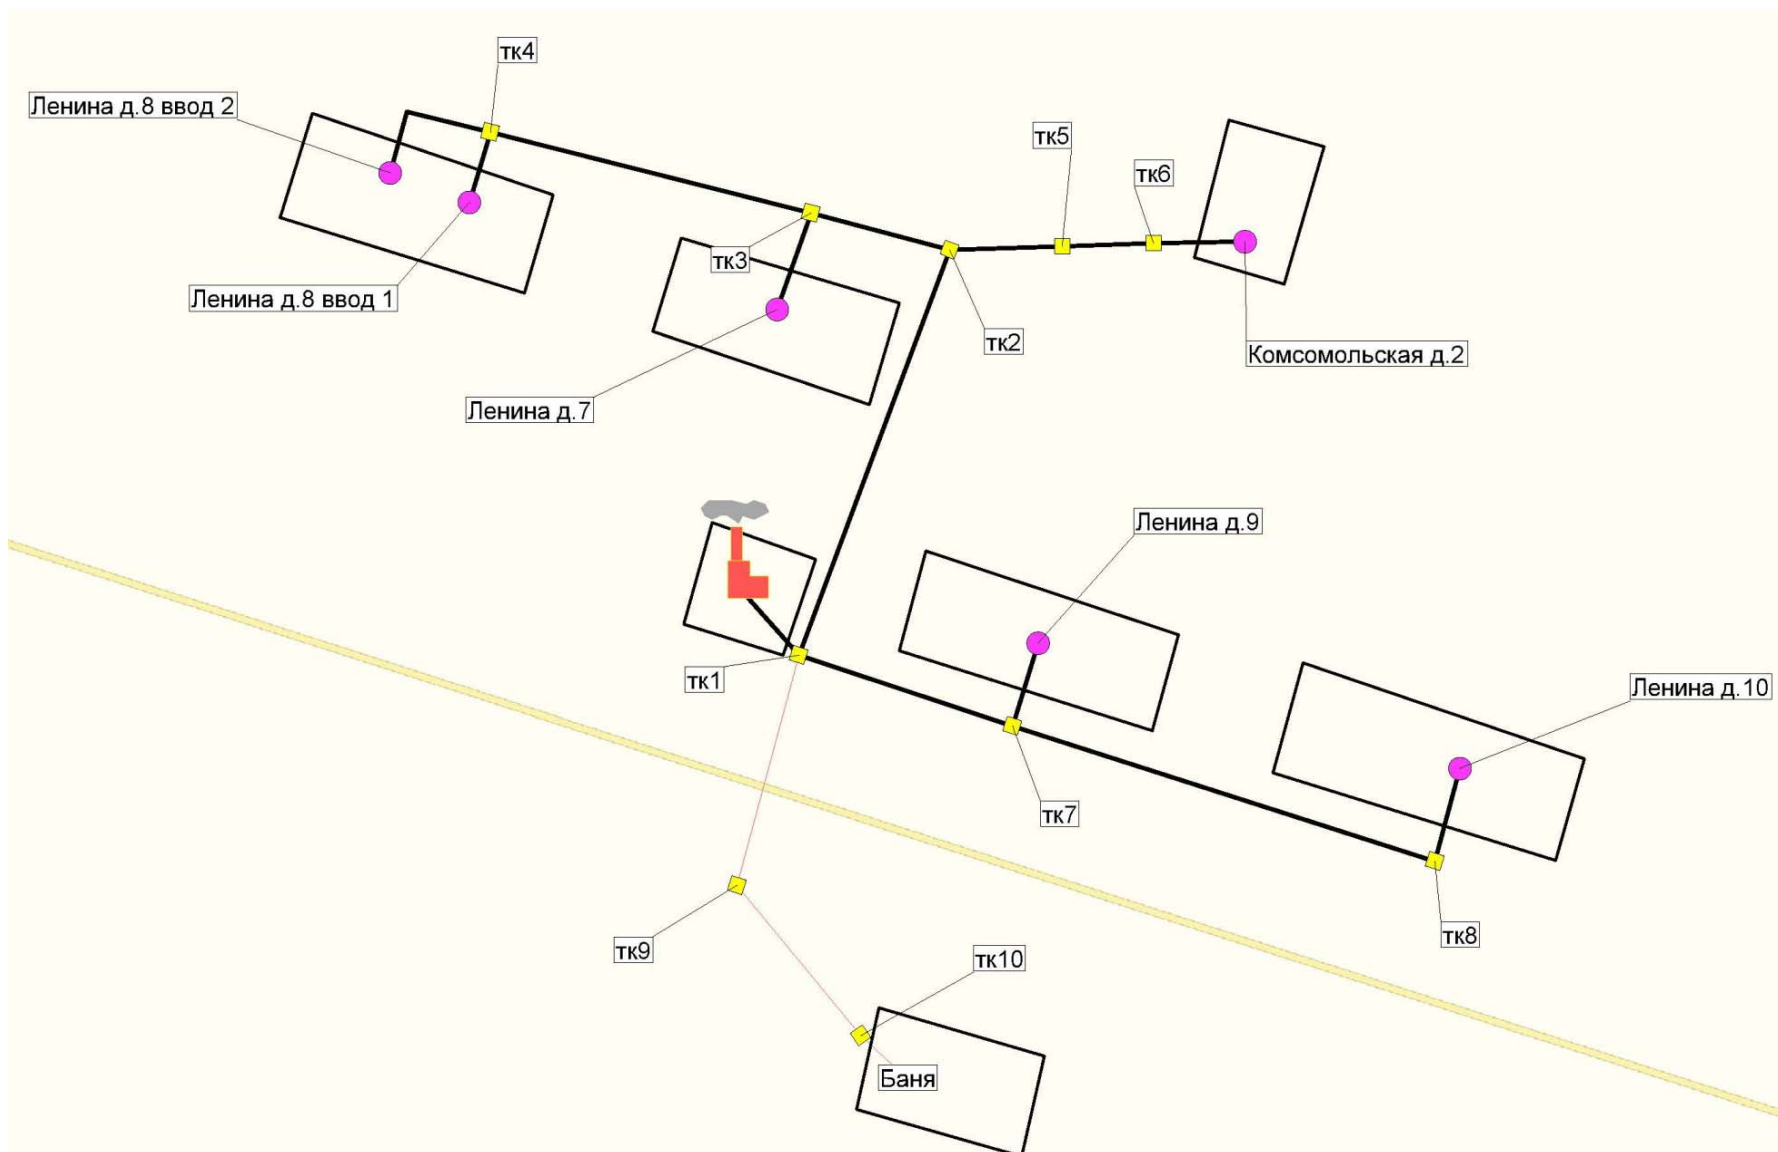 тк4
Ленина д.8 ввод 2
тк5
тк6
тк3
Ленина д.8 ввод 1
тк2
Комсомольская д.2
Ленина д.7
Ленина д.9
тк1
Ленина д.10
тк7
тк8
тк9
тк10
Баня